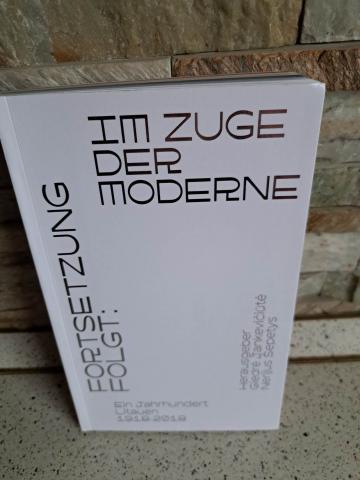 IM ZUGE
DER
MODERNE
FORTSETZUNG
FOLGT:
Ein Jahrhundert
Litauen
1918 2018
Herausgeber
Giedrė Jankevičiūtė
Nerijus Šepetys